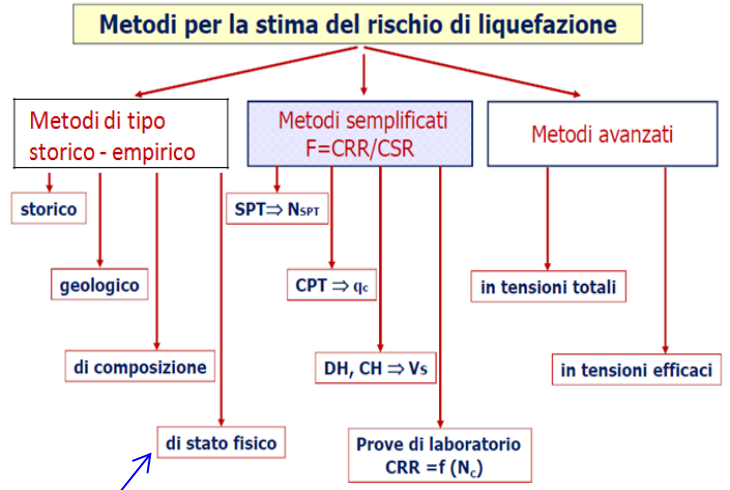 Metodi per la stima del rischio di liquefazione
Metodi di tipo
storico - empirico
Metodi semplificati
F=CRR/CSR
Metodi avanzati
storico
SPT⇒ NSPT
geologico
CPT ⇒ qc
in tensioni totali
di composizione
DH, CH ⇒ VS
in tensioni efficaci
di stato fisico
Prove di laboratorio
CRR =f (Nc)